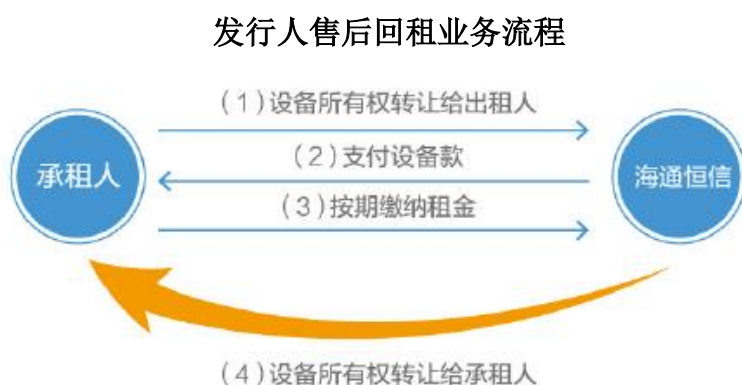 发行人售后回租业务流程
(1)设备所有权转让给出租人
(2)支付设备款
承租人
海通恒信
(3)按期缴纳租金
(4)设备所有权转让给承租人